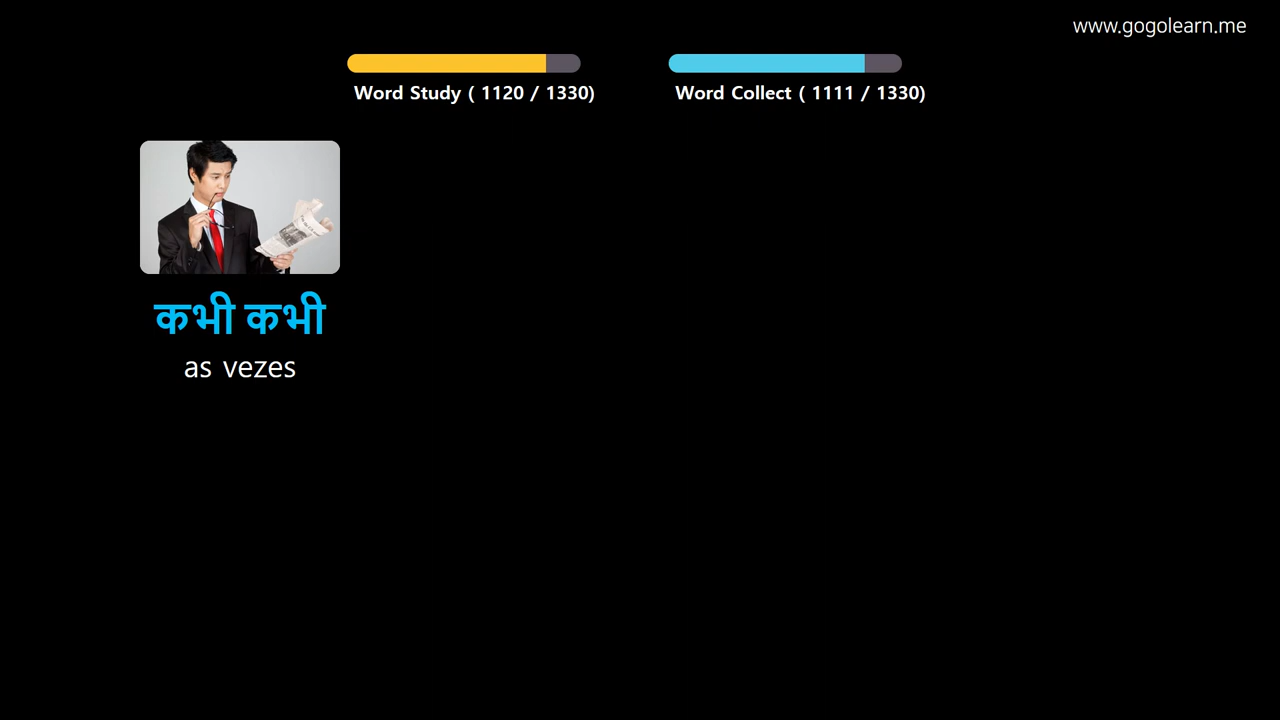 www.gogolearn.me
Word Study ( 1120 / 1330)
Word Collect ( 1111 / 1330)
कभी कभी
as vezes